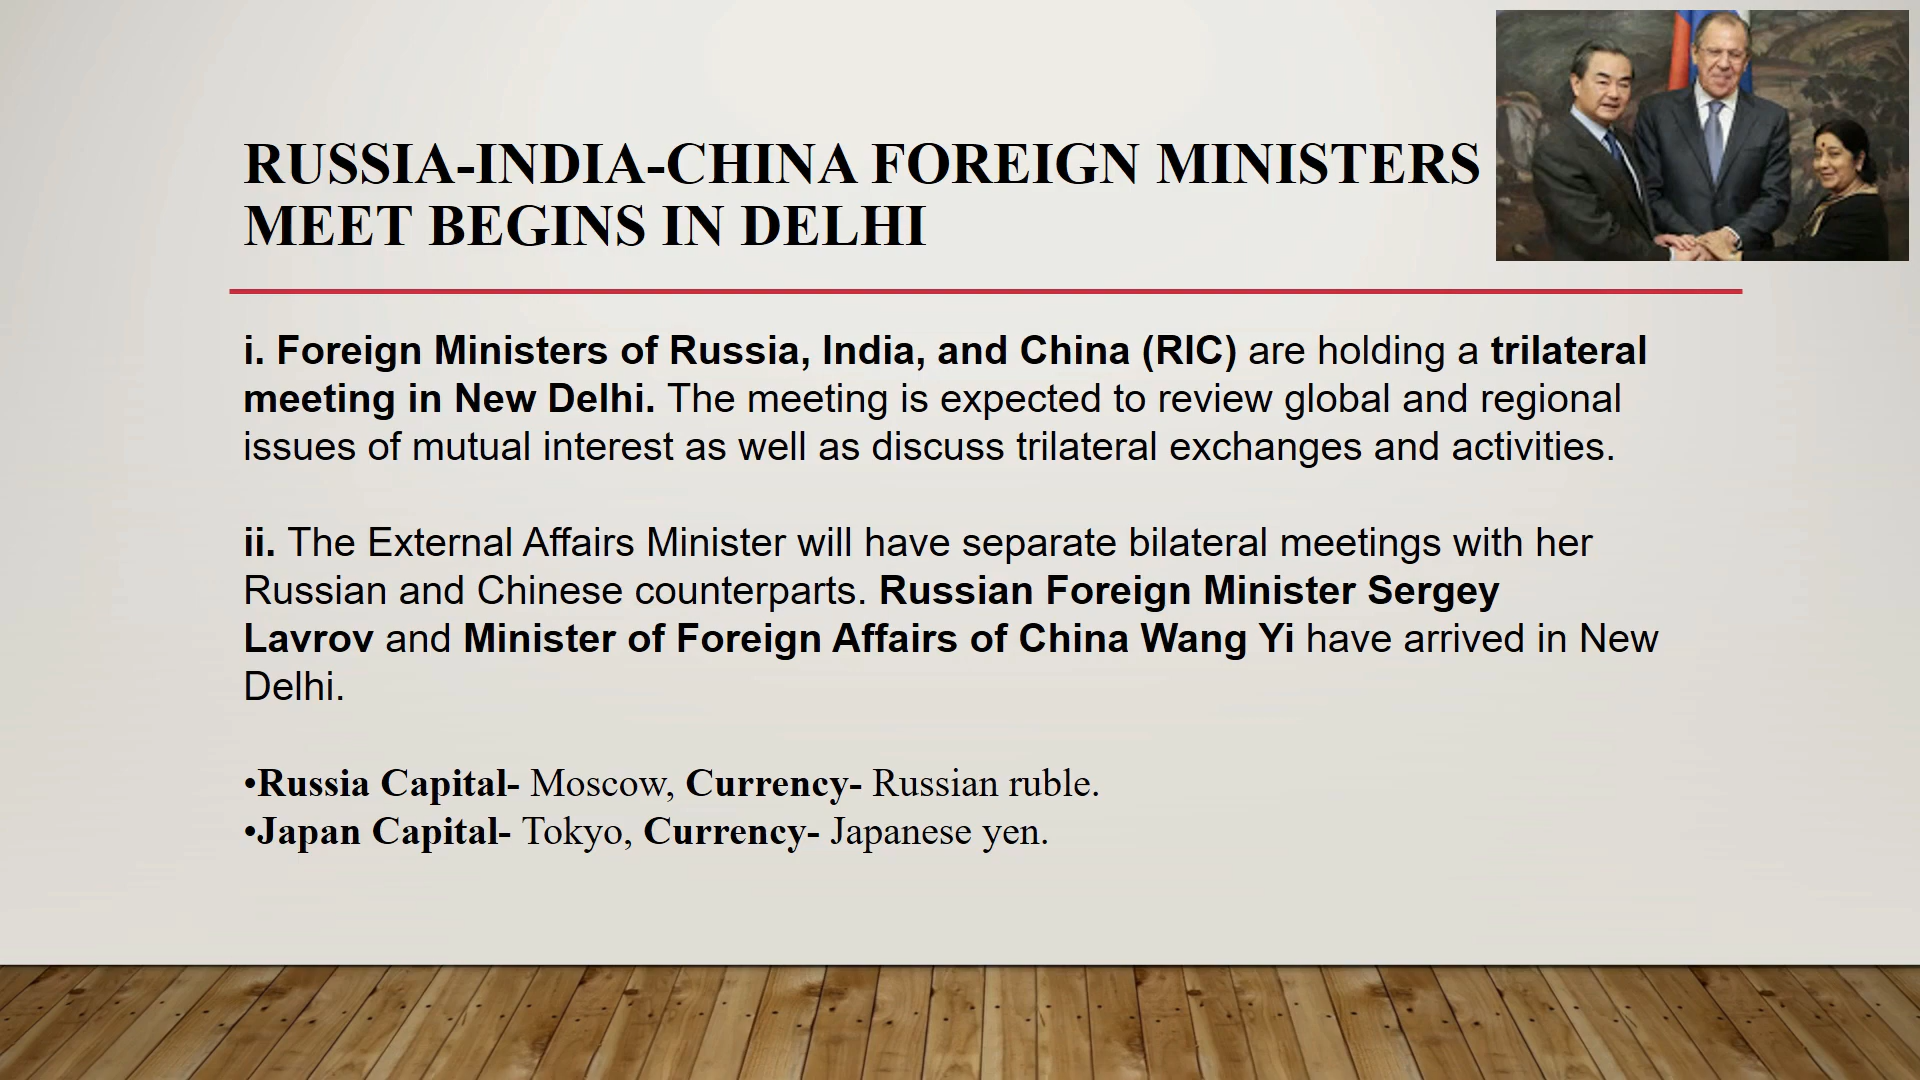 RUSSIA-INDIA-CHINA FOREIGN MINISTERS
MEET BEGINS IN DELHI
i. Foreign Ministers of Russia, India, and China (RIC) are holding a trilateral
meeting in New Delhi. The meeting is expected to review global and regional
issues of mutual interest as well as discuss trilateral exchanges and activities.
ii. The External Affairs Minister will have separate bilateral meetings with her
Russian and Chinese counterparts. Russian Foreign Minister Sergey
Lavrov and Minister of Foreign Affairs of China Wang Yi have arrived in New
Delhi.
•Russia Capital- Moscow, Currency- Russian ruble.
•Japan Capital- Tokyo, Currency- Japanese yen.